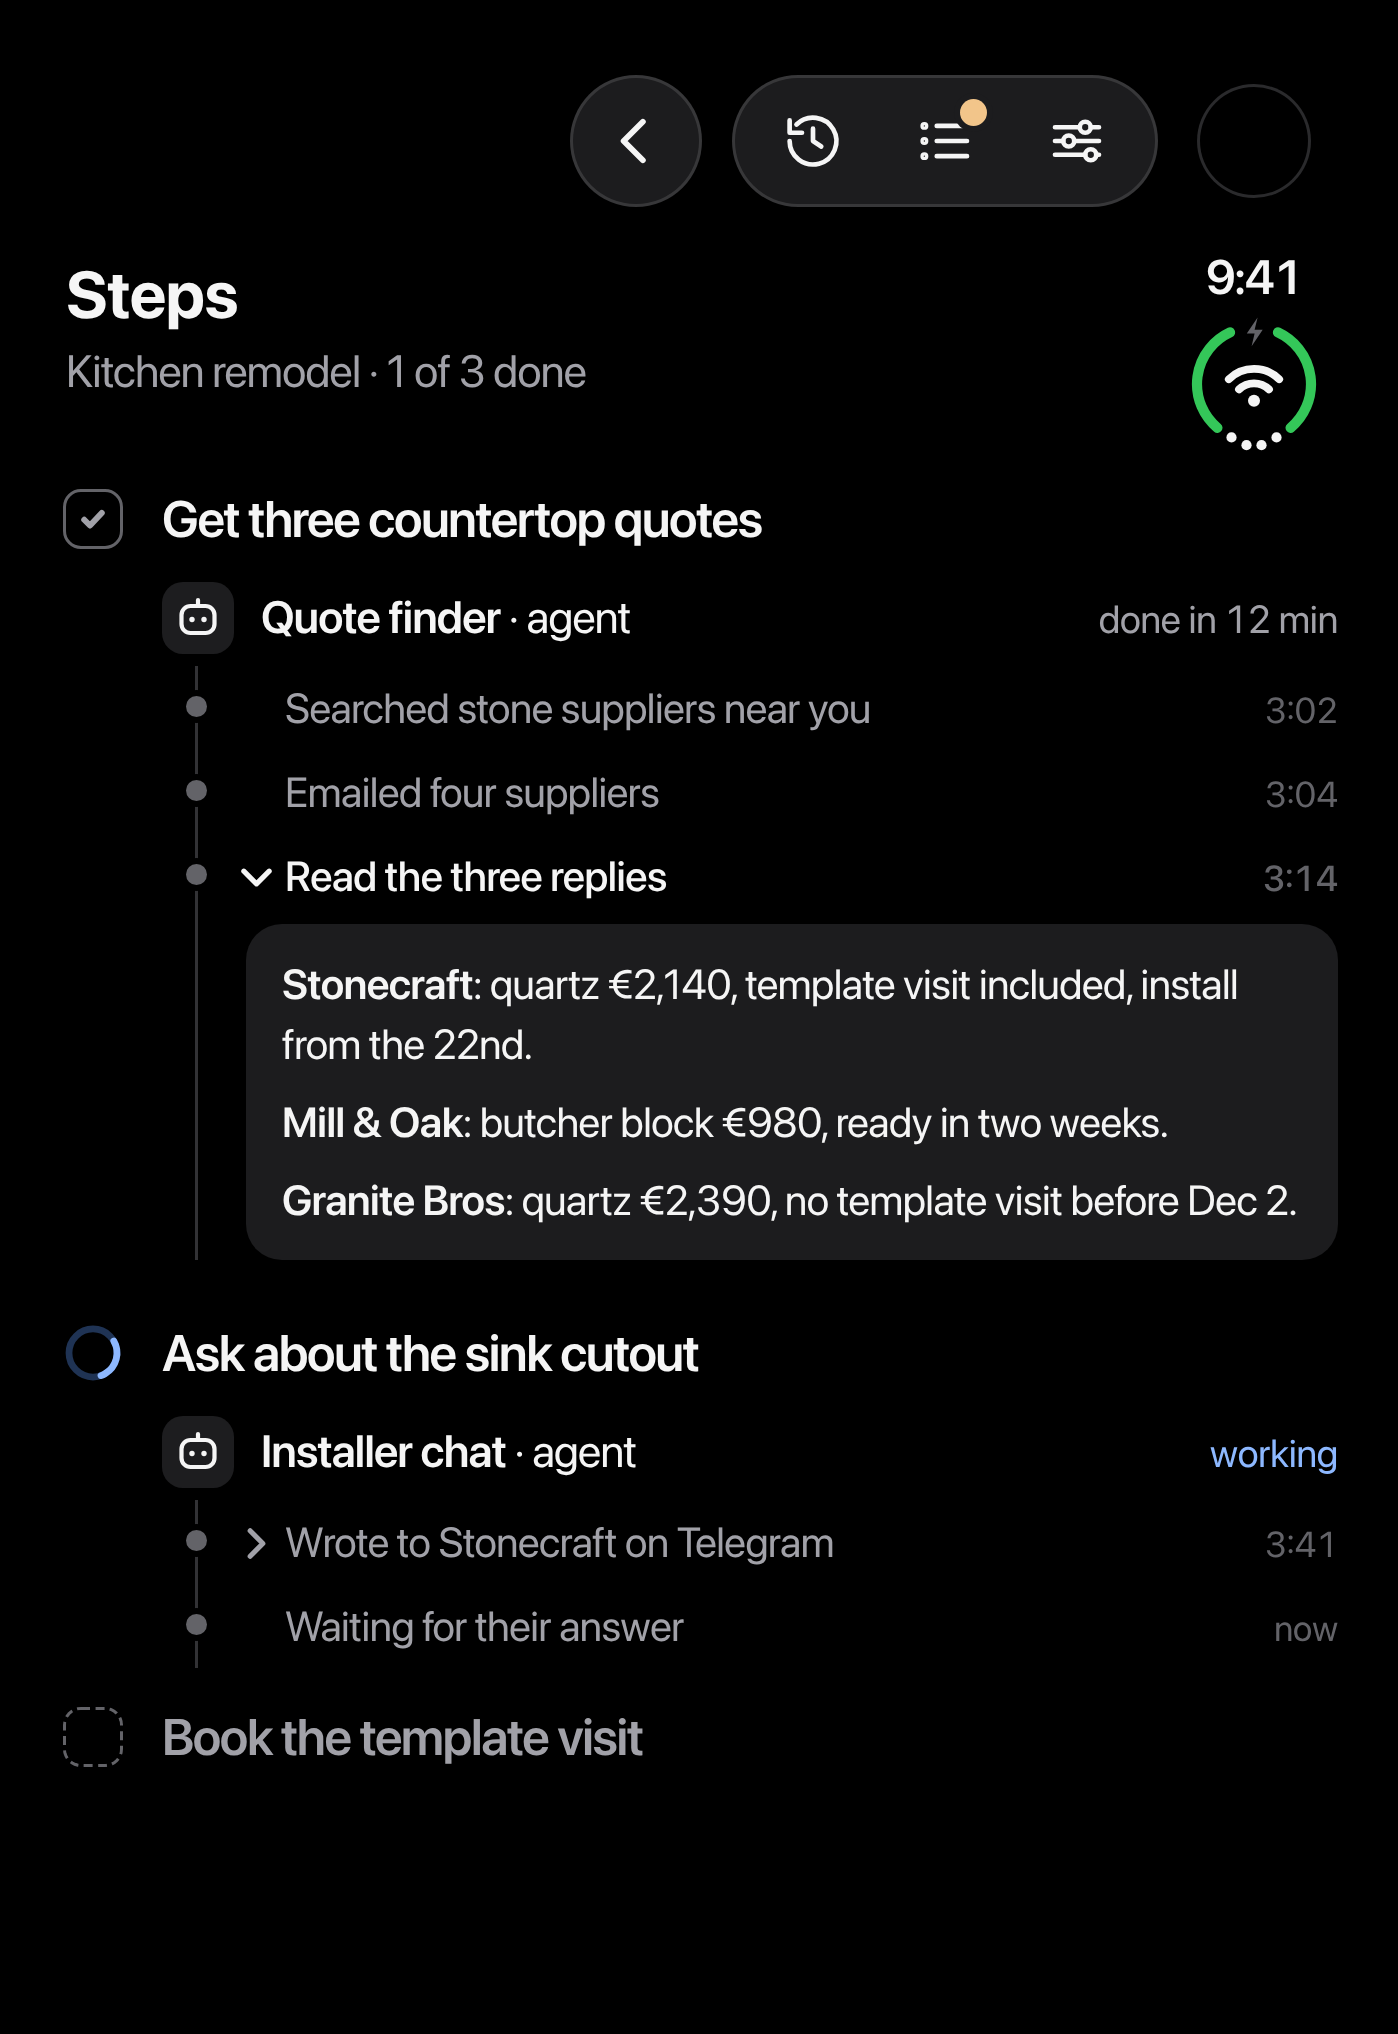 Steps
9:41
Kitchen remodel · 1 of 3 done
Get three countertop quotes
Quote finder · agent
done in 12 min
Searched stone suppliers near you
3:02
Emailed four suppliers
3:04
Read the three replies
3:14
Stonecraft: quartz €2,140, template visit included, install
from the 22nd.
Mill & Oak: butcher block €980, ready in two weeks.
Granite Bros: quartz €2,390, no template visit before Dec 2.
Ask about the sink cutout
Installer chat · agent
working
Wrote to Stonecraft on Telegram
3:41
Waiting for their answer
now
Book the template visit